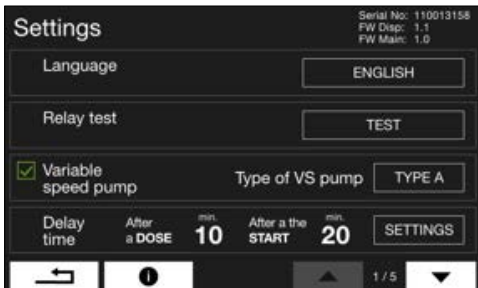 Settings
Serial No: 110013158
FW Disp: 1.1
FW Main: 1.0
Language
ENGLISH
Relay test
TEST
Variable
speed pump
Type of VS pump
TYPE A
Delay
time
After
a DOSE
min.
10
After a the
START
min.
20
SETTINGS
1/5